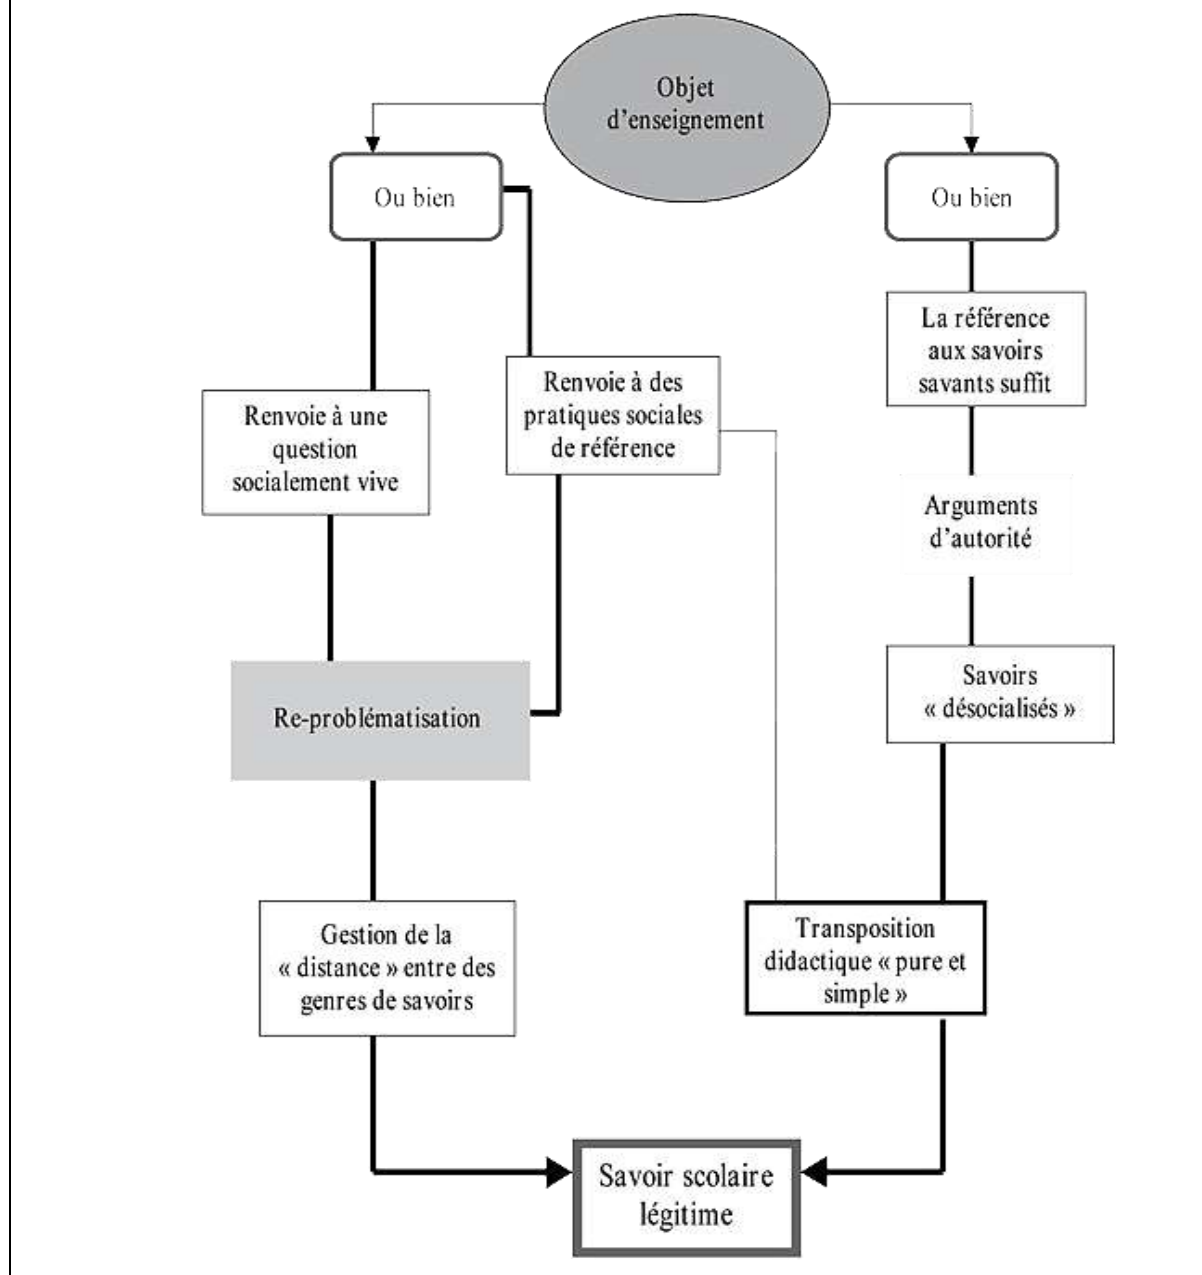 Objet
d'enseignement
Ou bien
Ou bien
La référence
aux savoirs
savants suffit
Renvoie à des
pratiques sociales
de référence
Renvoie à une
question
socialement vive
Arguments
d'autorité
Savoirs
« désocialisés »
Re-problématisation
Gestion de la
« distance » entre des
genres de savoirs
Transposition
didactique « pure et
simple »
Savoir scolaire
légitime